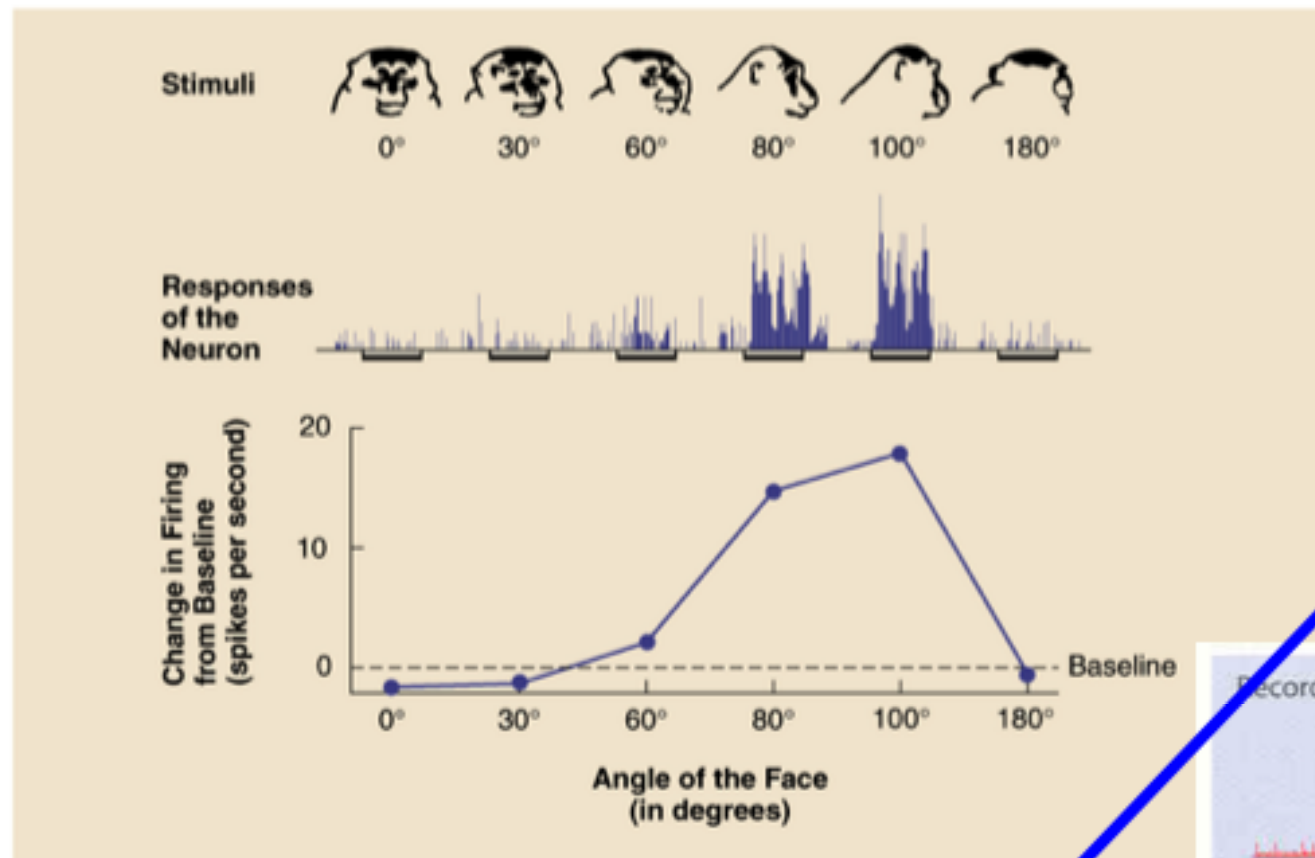 Stimuli
0° 30° 60° 80° 100° 180°
Responses
of the
Neuron
Change in Firing
from Baseline
(spikes per second)
20
10
0
Baseline
0° 30° 60° 80° 100° 180°
Angle of the Face
(in degrees)